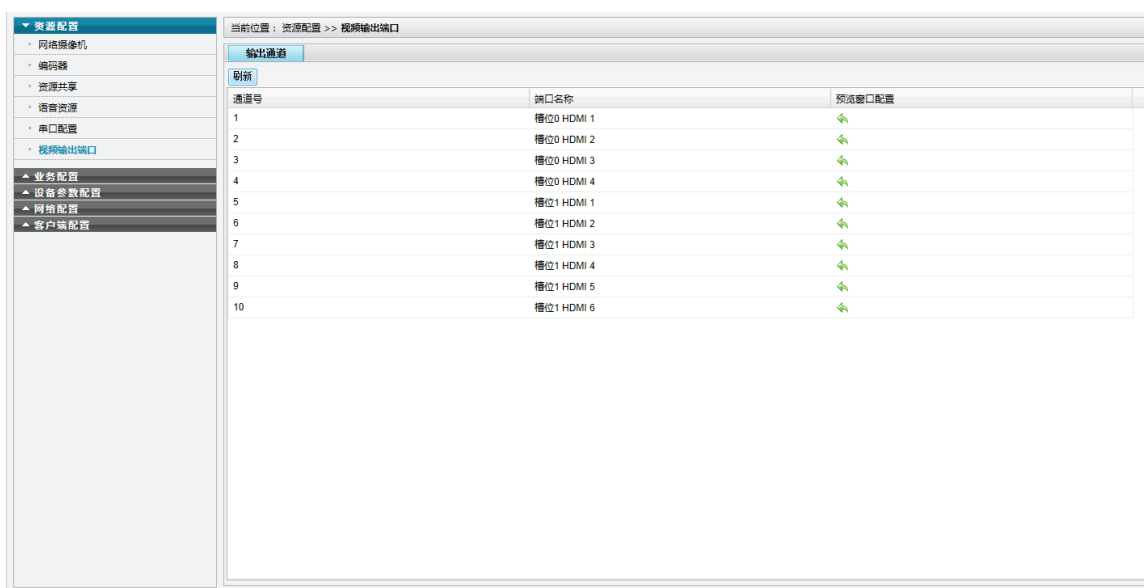 资源配置
网络摄像机
编码器
资源共享
语音资源
串口配置
视频输出端口
业务配置
设备参数配置
网络配置
客户端配置
当前位置： 资源配置 >> 视频输出端口
输出通道
刷新
通道号 端口名称 预览窗口配置
1 槽位0 HDMI 1
2 槽位0 HDMI 2
3 槽位0 HDMI 3
4 槽位0 HDMI 4
5 槽位1 HDMI 1
6 槽位1 HDMI 2
7 槽位1 HDMI 3
8 槽位1 HDMI 4
9 槽位1 HDMI 5
10 槽位1 HDMI 6